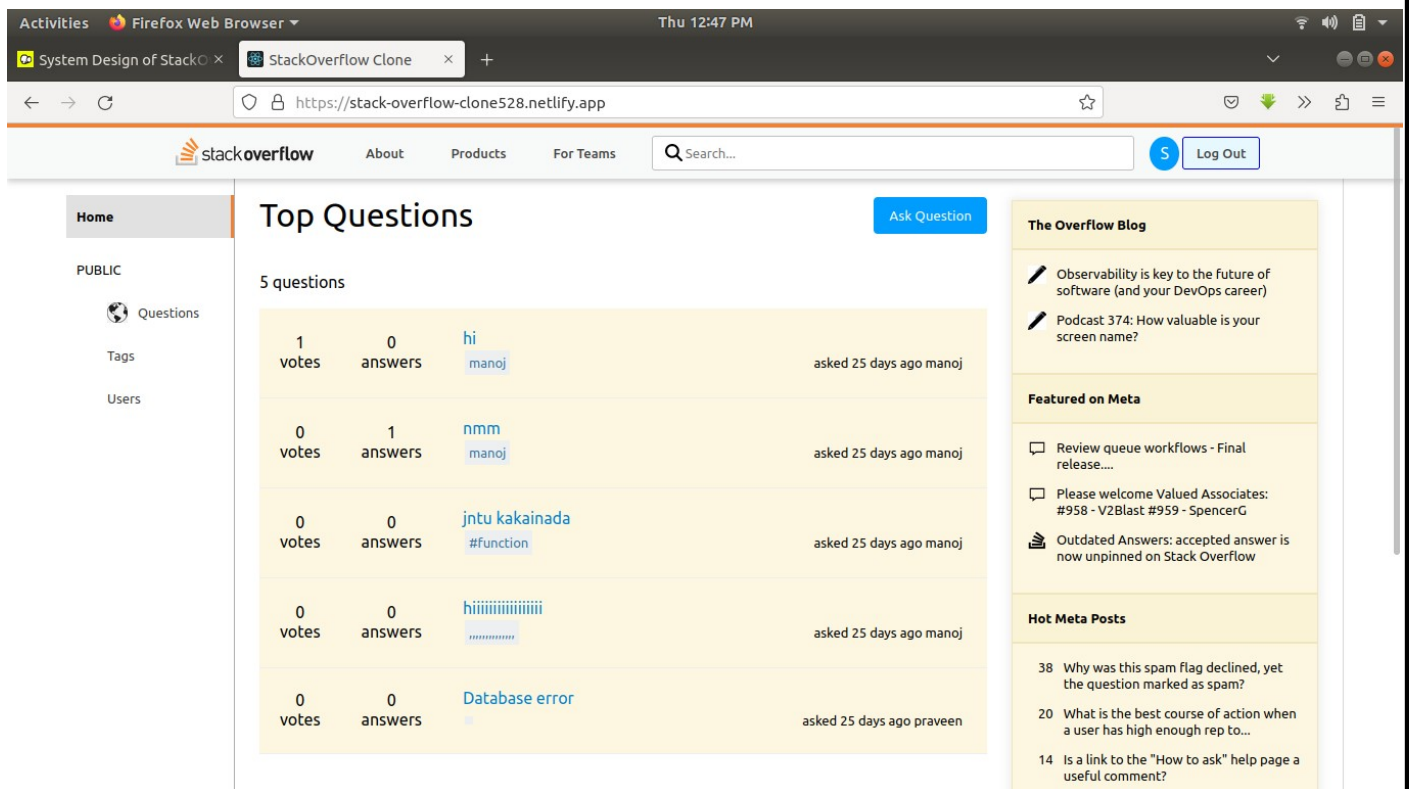 Activities Firefox Web Browser Thu 12:47 PM
System Design of StackO StackOverflow Clone
https://stack-overflow-clone528.netlify.app
stackoverflow About Products For Teams Search... S Log Out
Home
PUBLIC
Questions
Tags
Users
Top Questions Ask Question
5 questions
1 0 hi
votes answers manoj asked 25 days ago manoj
0 1 nmm
votes answers manoj asked 25 days ago manoj
0 0 jntu kakainada
votes answers #function asked 25 days ago manoj
0 0 hiiiiiiiiiiiiiiiii
votes answers ,,,,,,,,,,,,,, asked 25 days ago manoj
0 0 Database error
votes answers asked 25 days ago praveen
The Overflow Blog
Observability is key to the future of
software (and your DevOps career)
Podcast 374: How valuable is your
screen name?
Featured on Meta
Review queue workflows - Final
release....
Please welcome Valued Associates:
#958 - V2Blast #959 - SpencerG
Outdated Answers: accepted answer is
now unpinned on Stack Overflow
Hot Meta Posts
38 Why was this spam flag declined, yet
the question marked as spam?
20 What is the best course of action when
a user has high enough rep to...
14 Is a link to the "How to ask" help page a
useful comment?